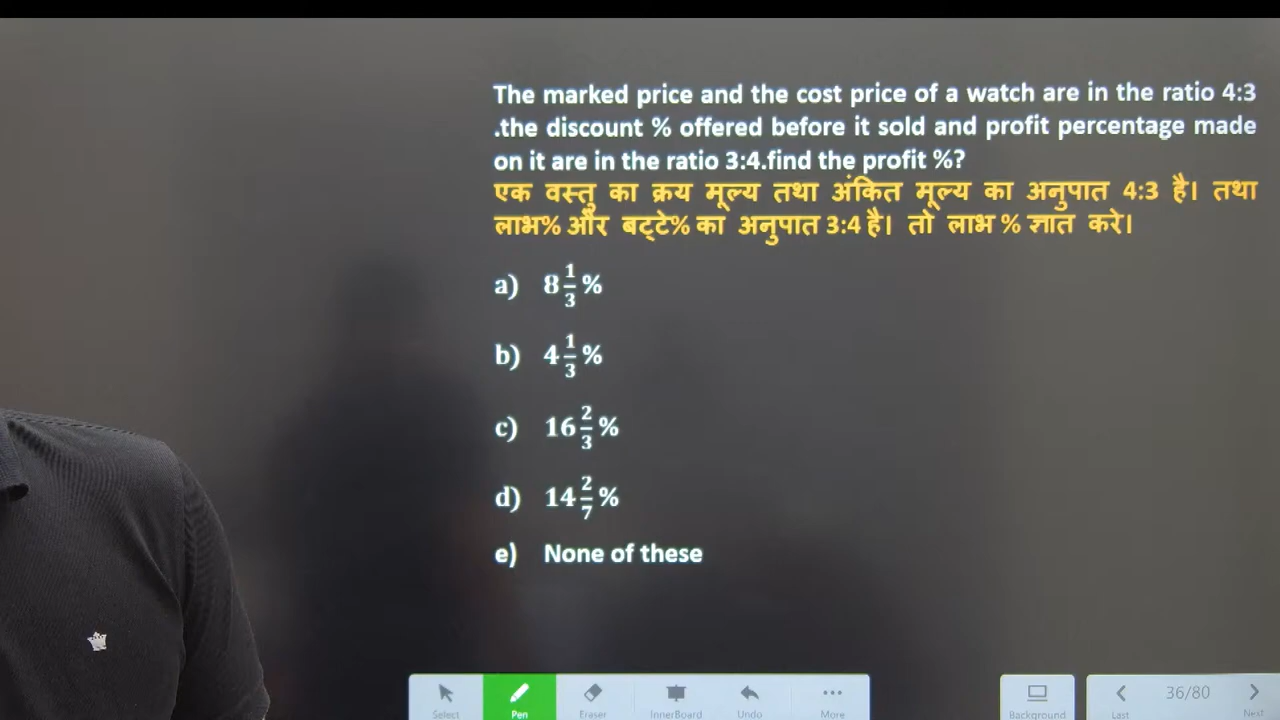 The marked price and the cost price of a watch are in the ratio 4:3
.the discount % offered before it sold and profit percentage made
on it are in the ratio 3:4.find the profit %?
एक वस्तु का क्रय मूल्य तथा अंकित मूल्य का अनुपात 4:3 है। तथा
लाभ% और बट्टे% का अनुपात 3:4 है। तो लाभ % ज्ञात करे।
a) 8 1/3 %
b) 4 1/3 %
c) 16 2/3 %
d) 14 2/7 %
e) None of these
Select Pen Eraser InnerBoard Undo More Background Last 36/80 Next